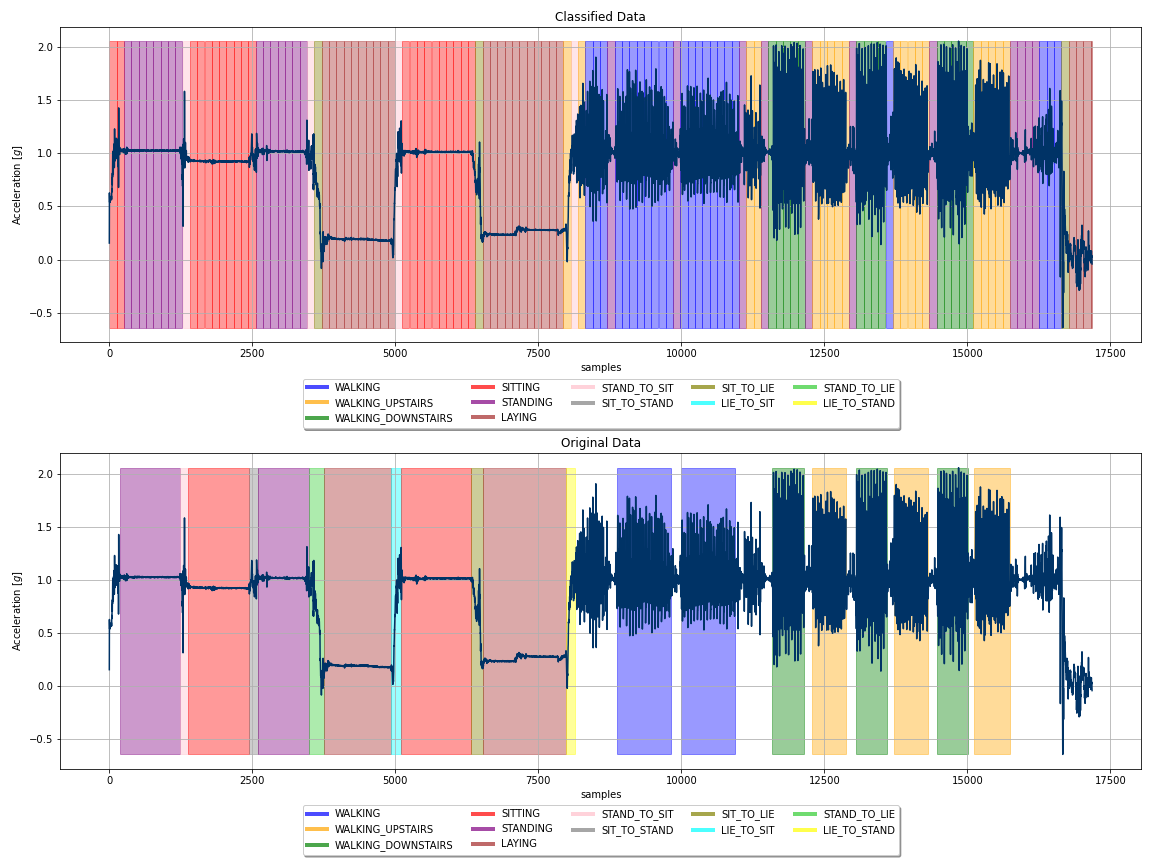 Classified Data
2.0
1.5
1.0
0.5
0.0
−0.5
Acceleration [g]
0 2500 5000 7500 10000 12500 15000 17500
samples
WALKING SITTING STAND_TO_SIT SIT_TO_LIE STAND_TO_LIE
WALKING_UPSTAIRS STANDING SIT_TO_STAND LIE_TO_SIT LIE_TO_STAND
WALKING_DOWNSTAIRS LAYING
Original Data
2.0
1.5
1.0
0.5
0.0
−0.5
Acceleration [g]
0 2500 5000 7500 10000 12500 15000 17500
samples
WALKING SITTING STAND_TO_SIT SIT_TO_LIE STAND_TO_LIE
WALKING_UPSTAIRS STANDING SIT_TO_STAND LIE_TO_SIT LIE_TO_STAND
WALKING_DOWNSTAIRS LAYING